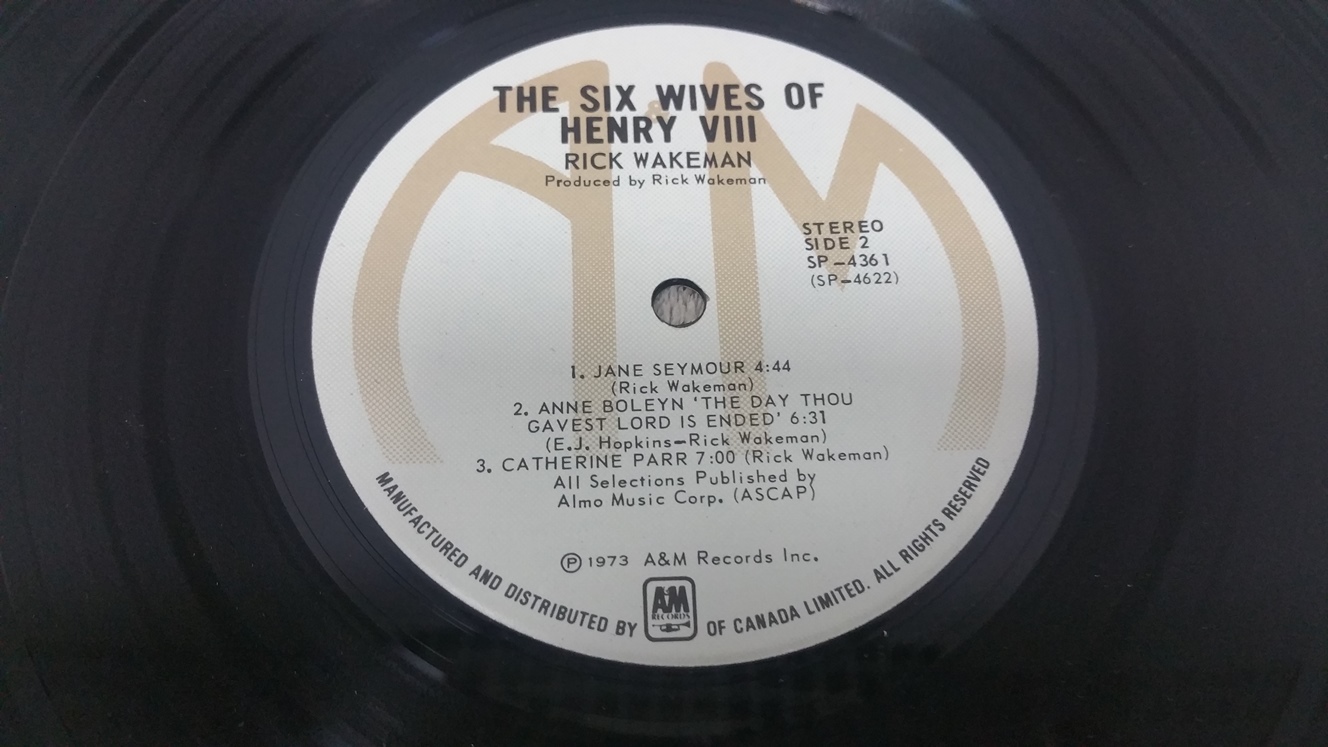 THE SIX WIVES OF
HENRY VIII
RICK WAKEMAN
Produced by Rick Wakeman
STEREO
SIDE 2
SP-4361
(SP-4622)
1. JANE SEYMOUR 4:44
(Rick Wakeman)
2. ANNE BOLEYN 'THE DAY THOU
GAVEST LORD IS ENDED' 6:31
(E.J. Hopkins-Rick Wakeman)
3. CATHERINE PARR 7:00 (Rick Wakeman)
All Selections Published by
Almo Music Corp. (ASCAP)
Ⓟ 1973 A&M Records Inc.
MANUFACTURED AND DISTRIBUTED BY A&M RECORDS OF CANADA LIMITED. ALL RIGHTS RESERVED